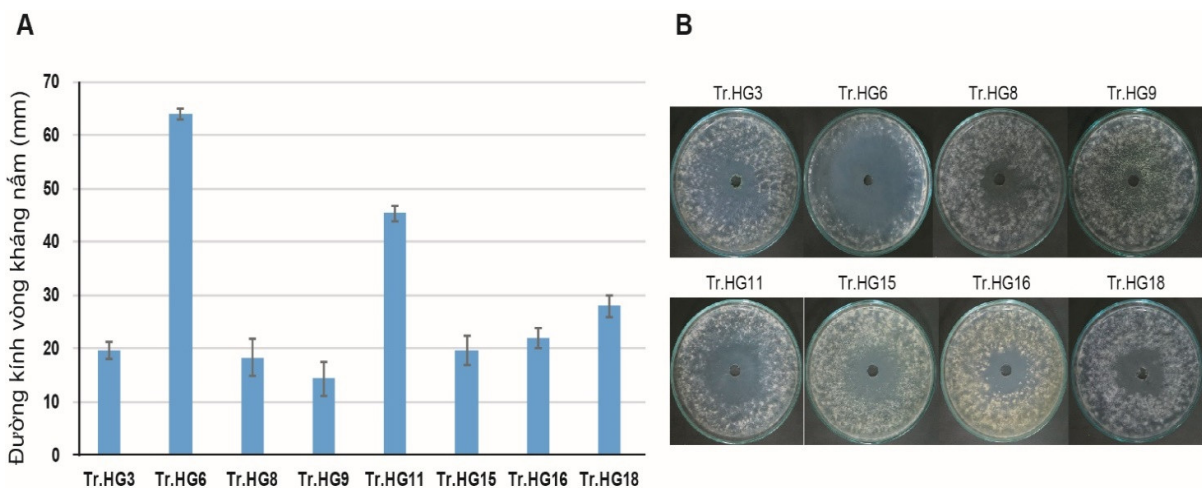 A
Đường kính vòng kháng nấm (mm)
70
60
50
40
30
20
10
0
Tr.HG3 Tr.HG6 Tr.HG8 Tr.HG9 Tr.HG11 Tr.HG15 Tr.HG16 Tr.HG18
B
Tr.HG3 Tr.HG6 Tr.HG8 Tr.HG9
Tr.HG11 Tr.HG15 Tr.HG16 Tr.HG18